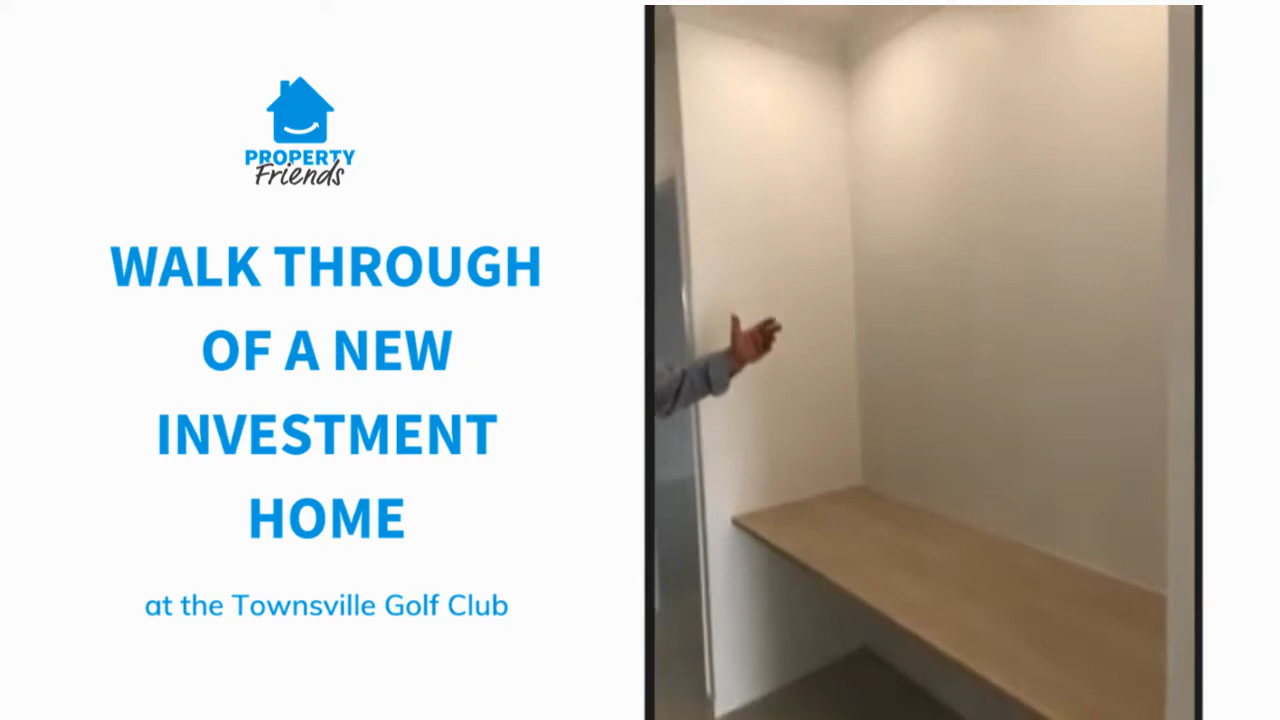 PROPERTY
Friends
WALK THROUGH
OF A NEW
INVESTMENT
HOME
at the Townsville Golf Club